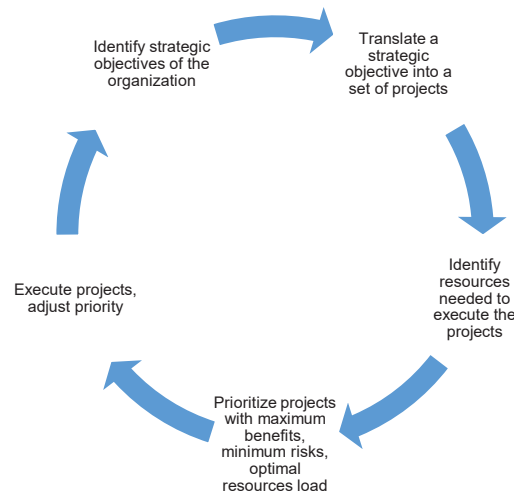 Identify strategic
objectives of the
organization
Translate a
strategic
objective into a
set of projects
Identify
resources
needed to
execute the
projects
Prioritize projects
with maximum
benefits,
minimum risks,
optimal
resources load
Execute projects,
adjust priority